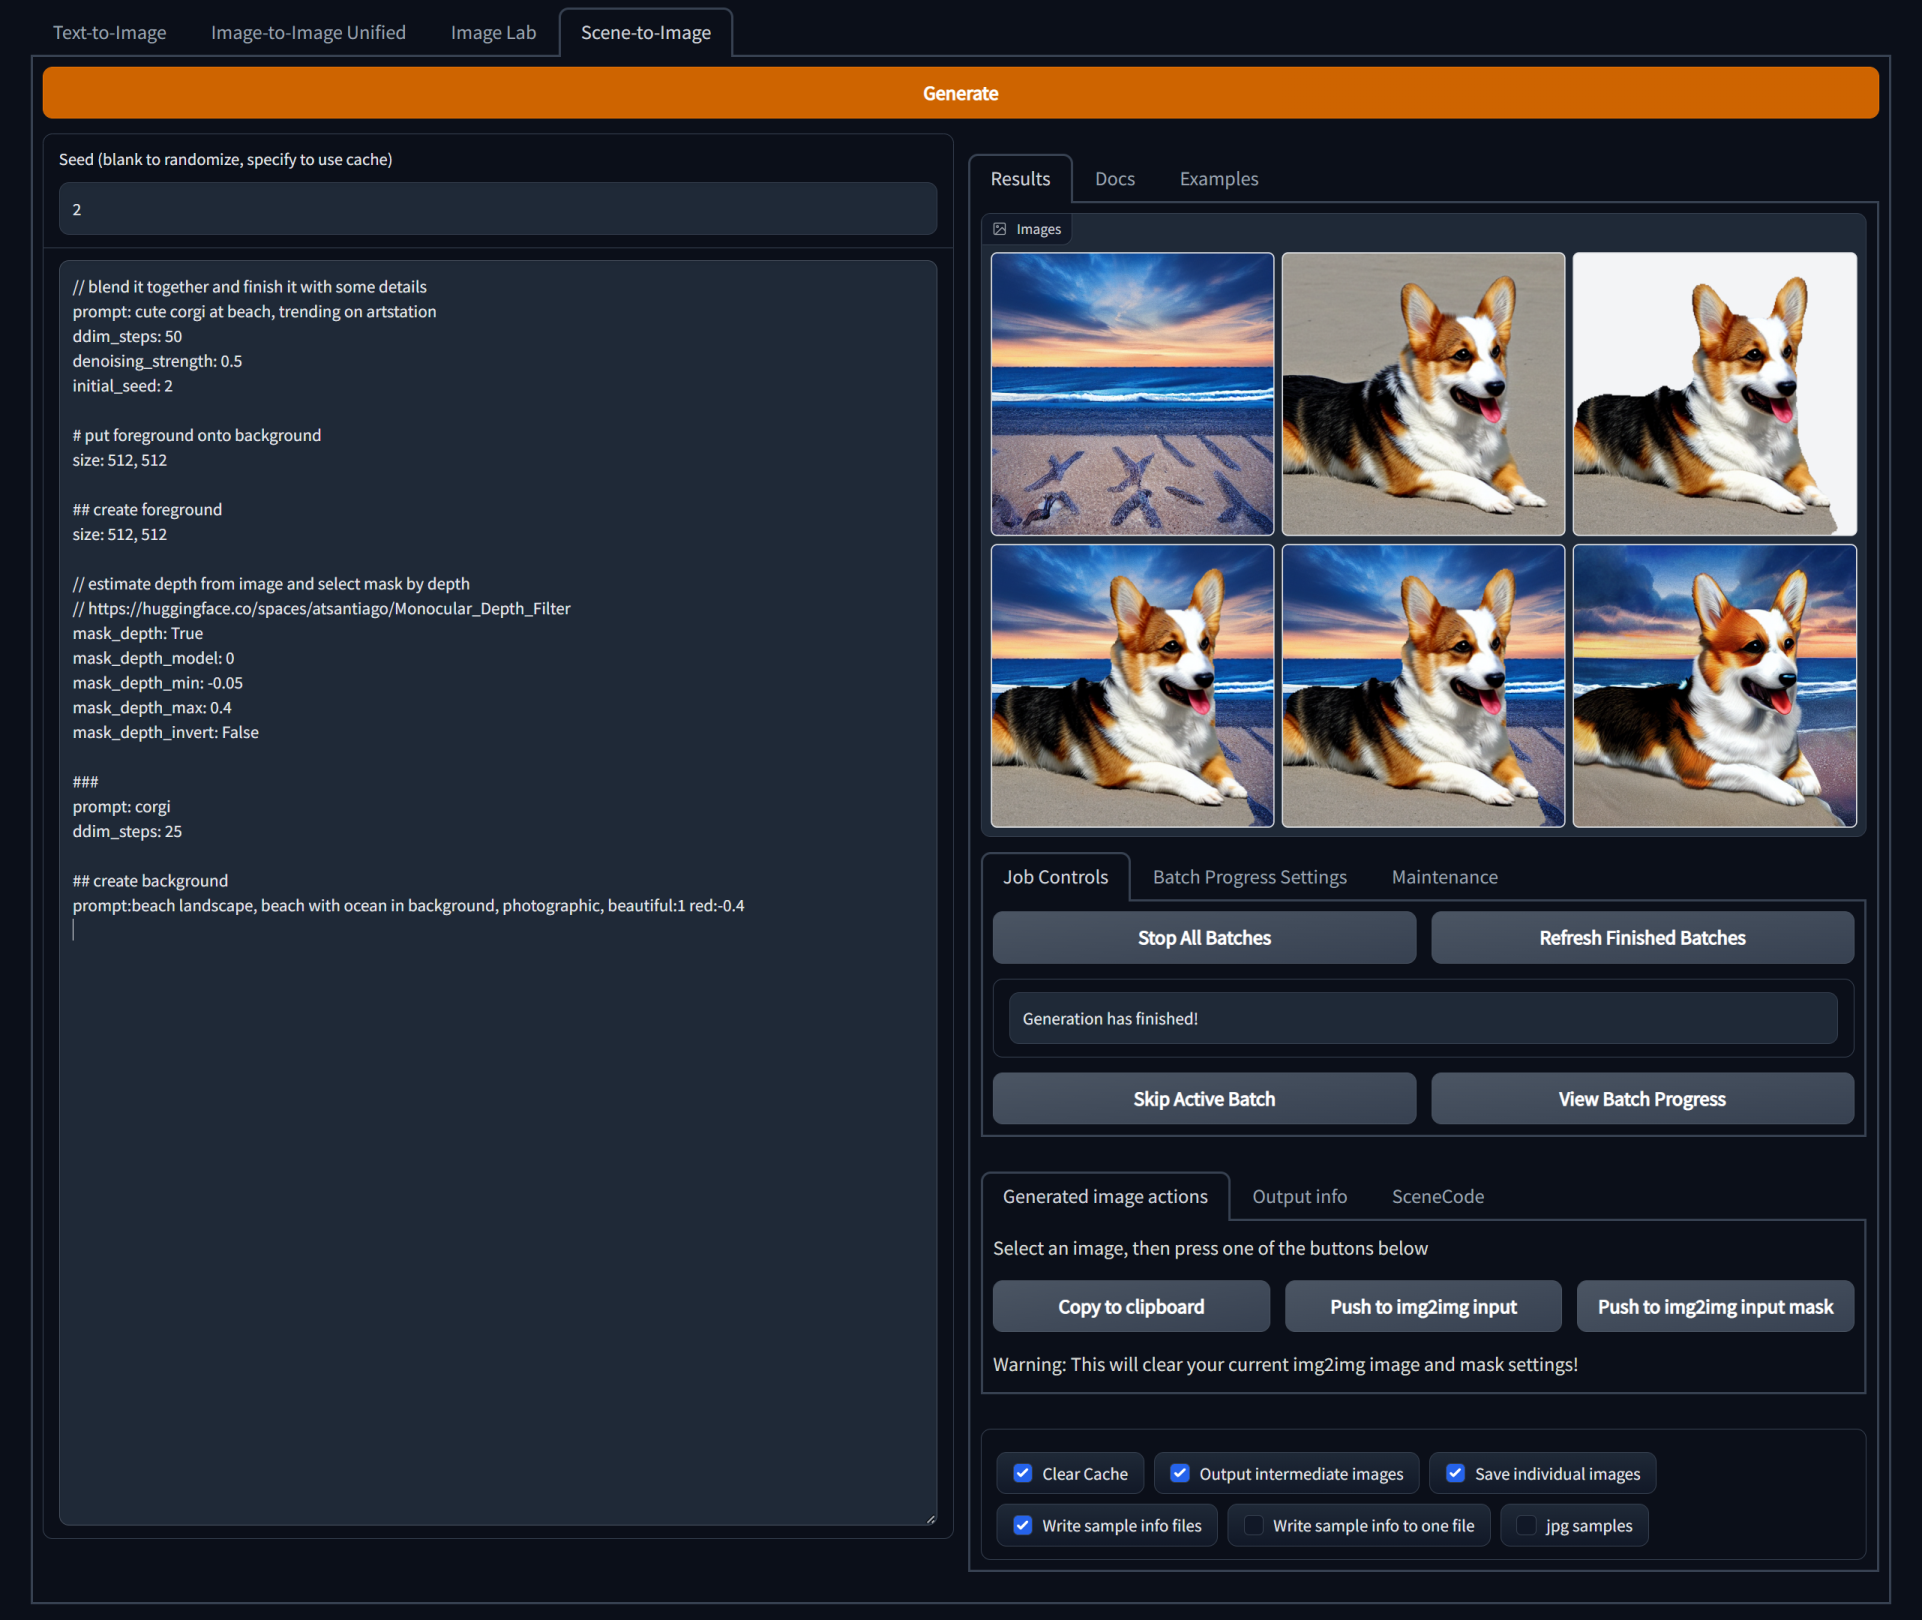 Text-to-Image
Image-to-Image Unified
Image Lab
Scene-to-Image
Generate
Seed (blank to randomize, specify to use cache)
2
// blend it together and finish it with some details
prompt: cute corgi at beach, trending on artstation
ddim_steps: 50
denoising_strength: 0.5
initial_seed: 2
# put foreground onto background
size: 512, 512
## create foreground
size: 512, 512
// estimate depth from image and select mask by depth
// https://huggingface.co/spaces/atsantiago/Monocular_Depth_Filter
mask_depth: True
mask_depth_model: 0
mask_depth_min: -0.05
mask_depth_max: 0.4
mask_depth_invert: False
###
prompt: corgi
ddim_steps: 25
## create background
prompt:beach landscape, beach with ocean in background, photographic, beautiful:1 red:-0.4
Results
Docs
Examples
Images
Job Controls
Batch Progress Settings
Maintenance
Stop All Batches
Refresh Finished Batches
Generation has finished!
Skip Active Batch
View Batch Progress
Generated image actions
Output info
SceneCode
Select an image, then press one of the buttons below
Copy to clipboard
Push to img2img input
Push to img2img input mask
Warning: This will clear your current img2img image and mask settings!
Clear Cache
Output intermediate images
Save individual images
Write sample info files
Write sample info to one file
jpg samples